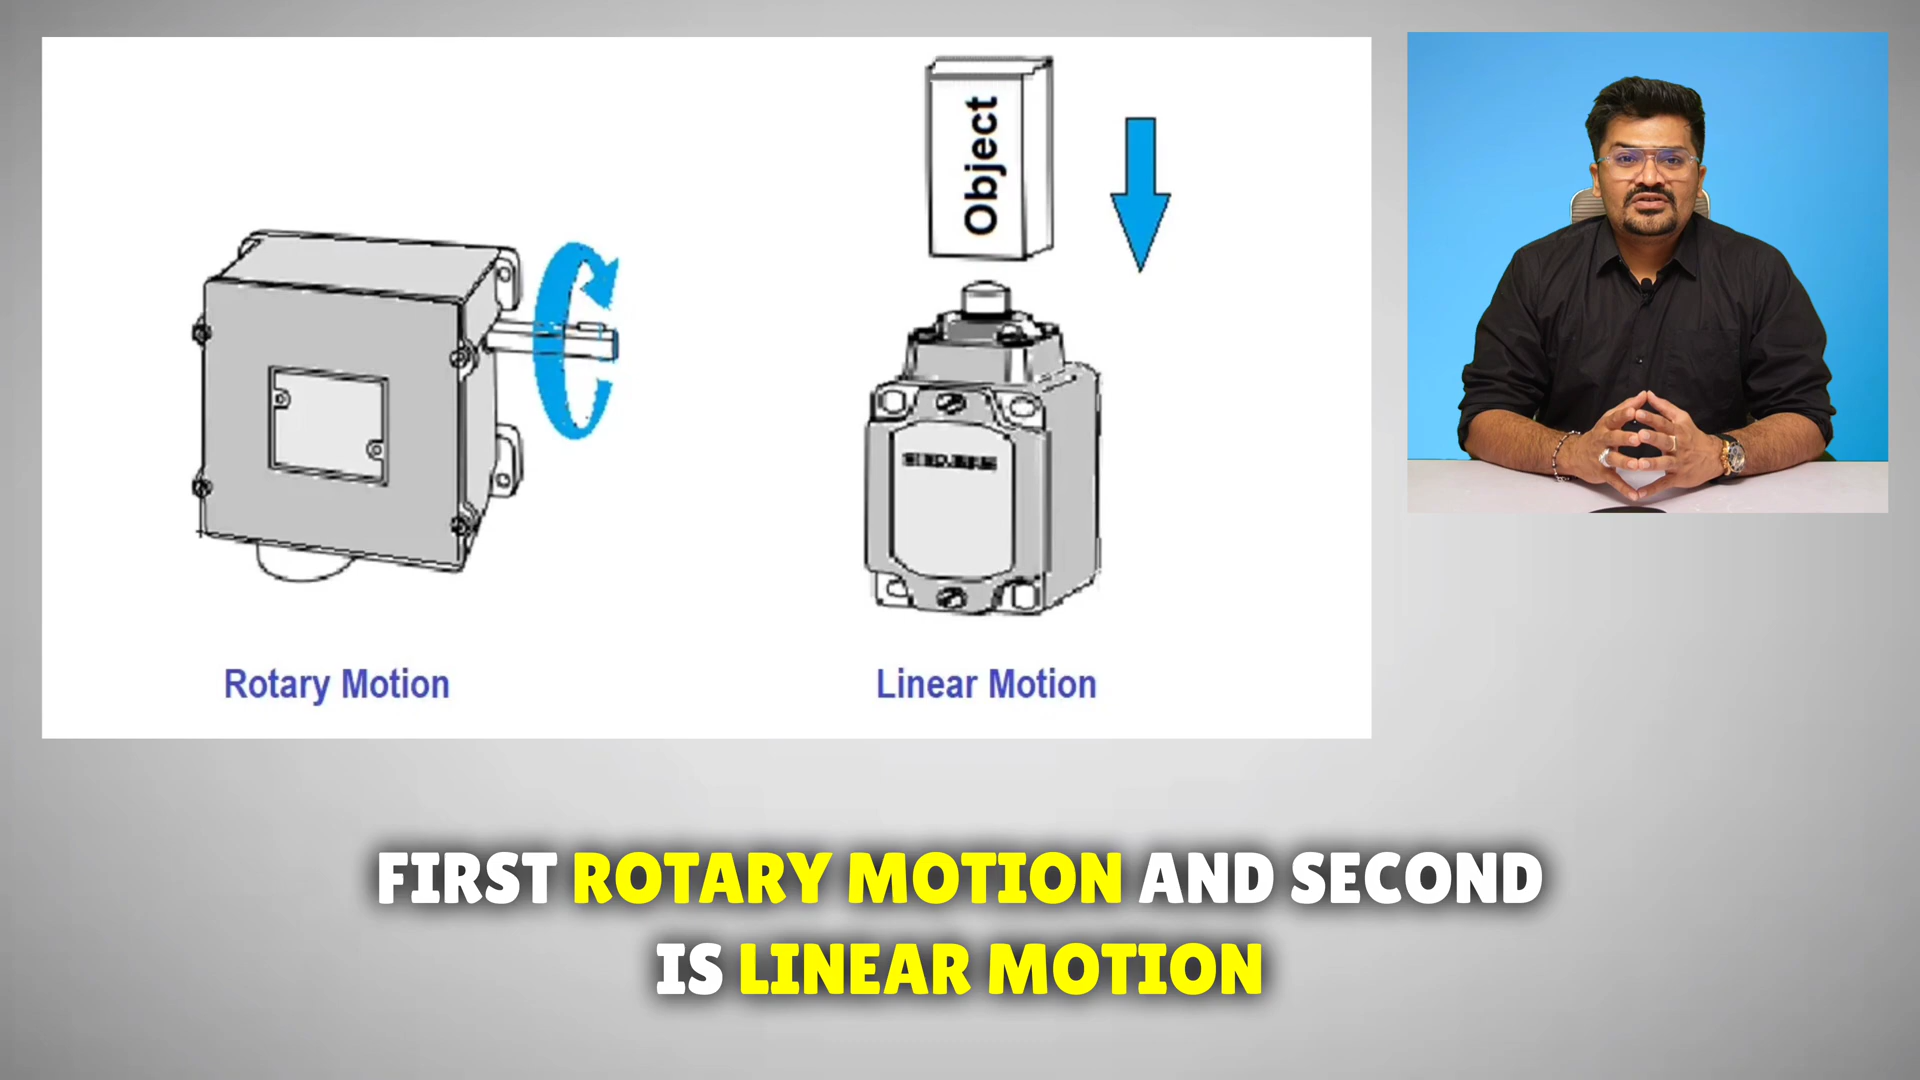 Object
Rotary Motion
Linear Motion
FIRST ROTARY MOTION AND SECOND
IS LINEAR MOTION